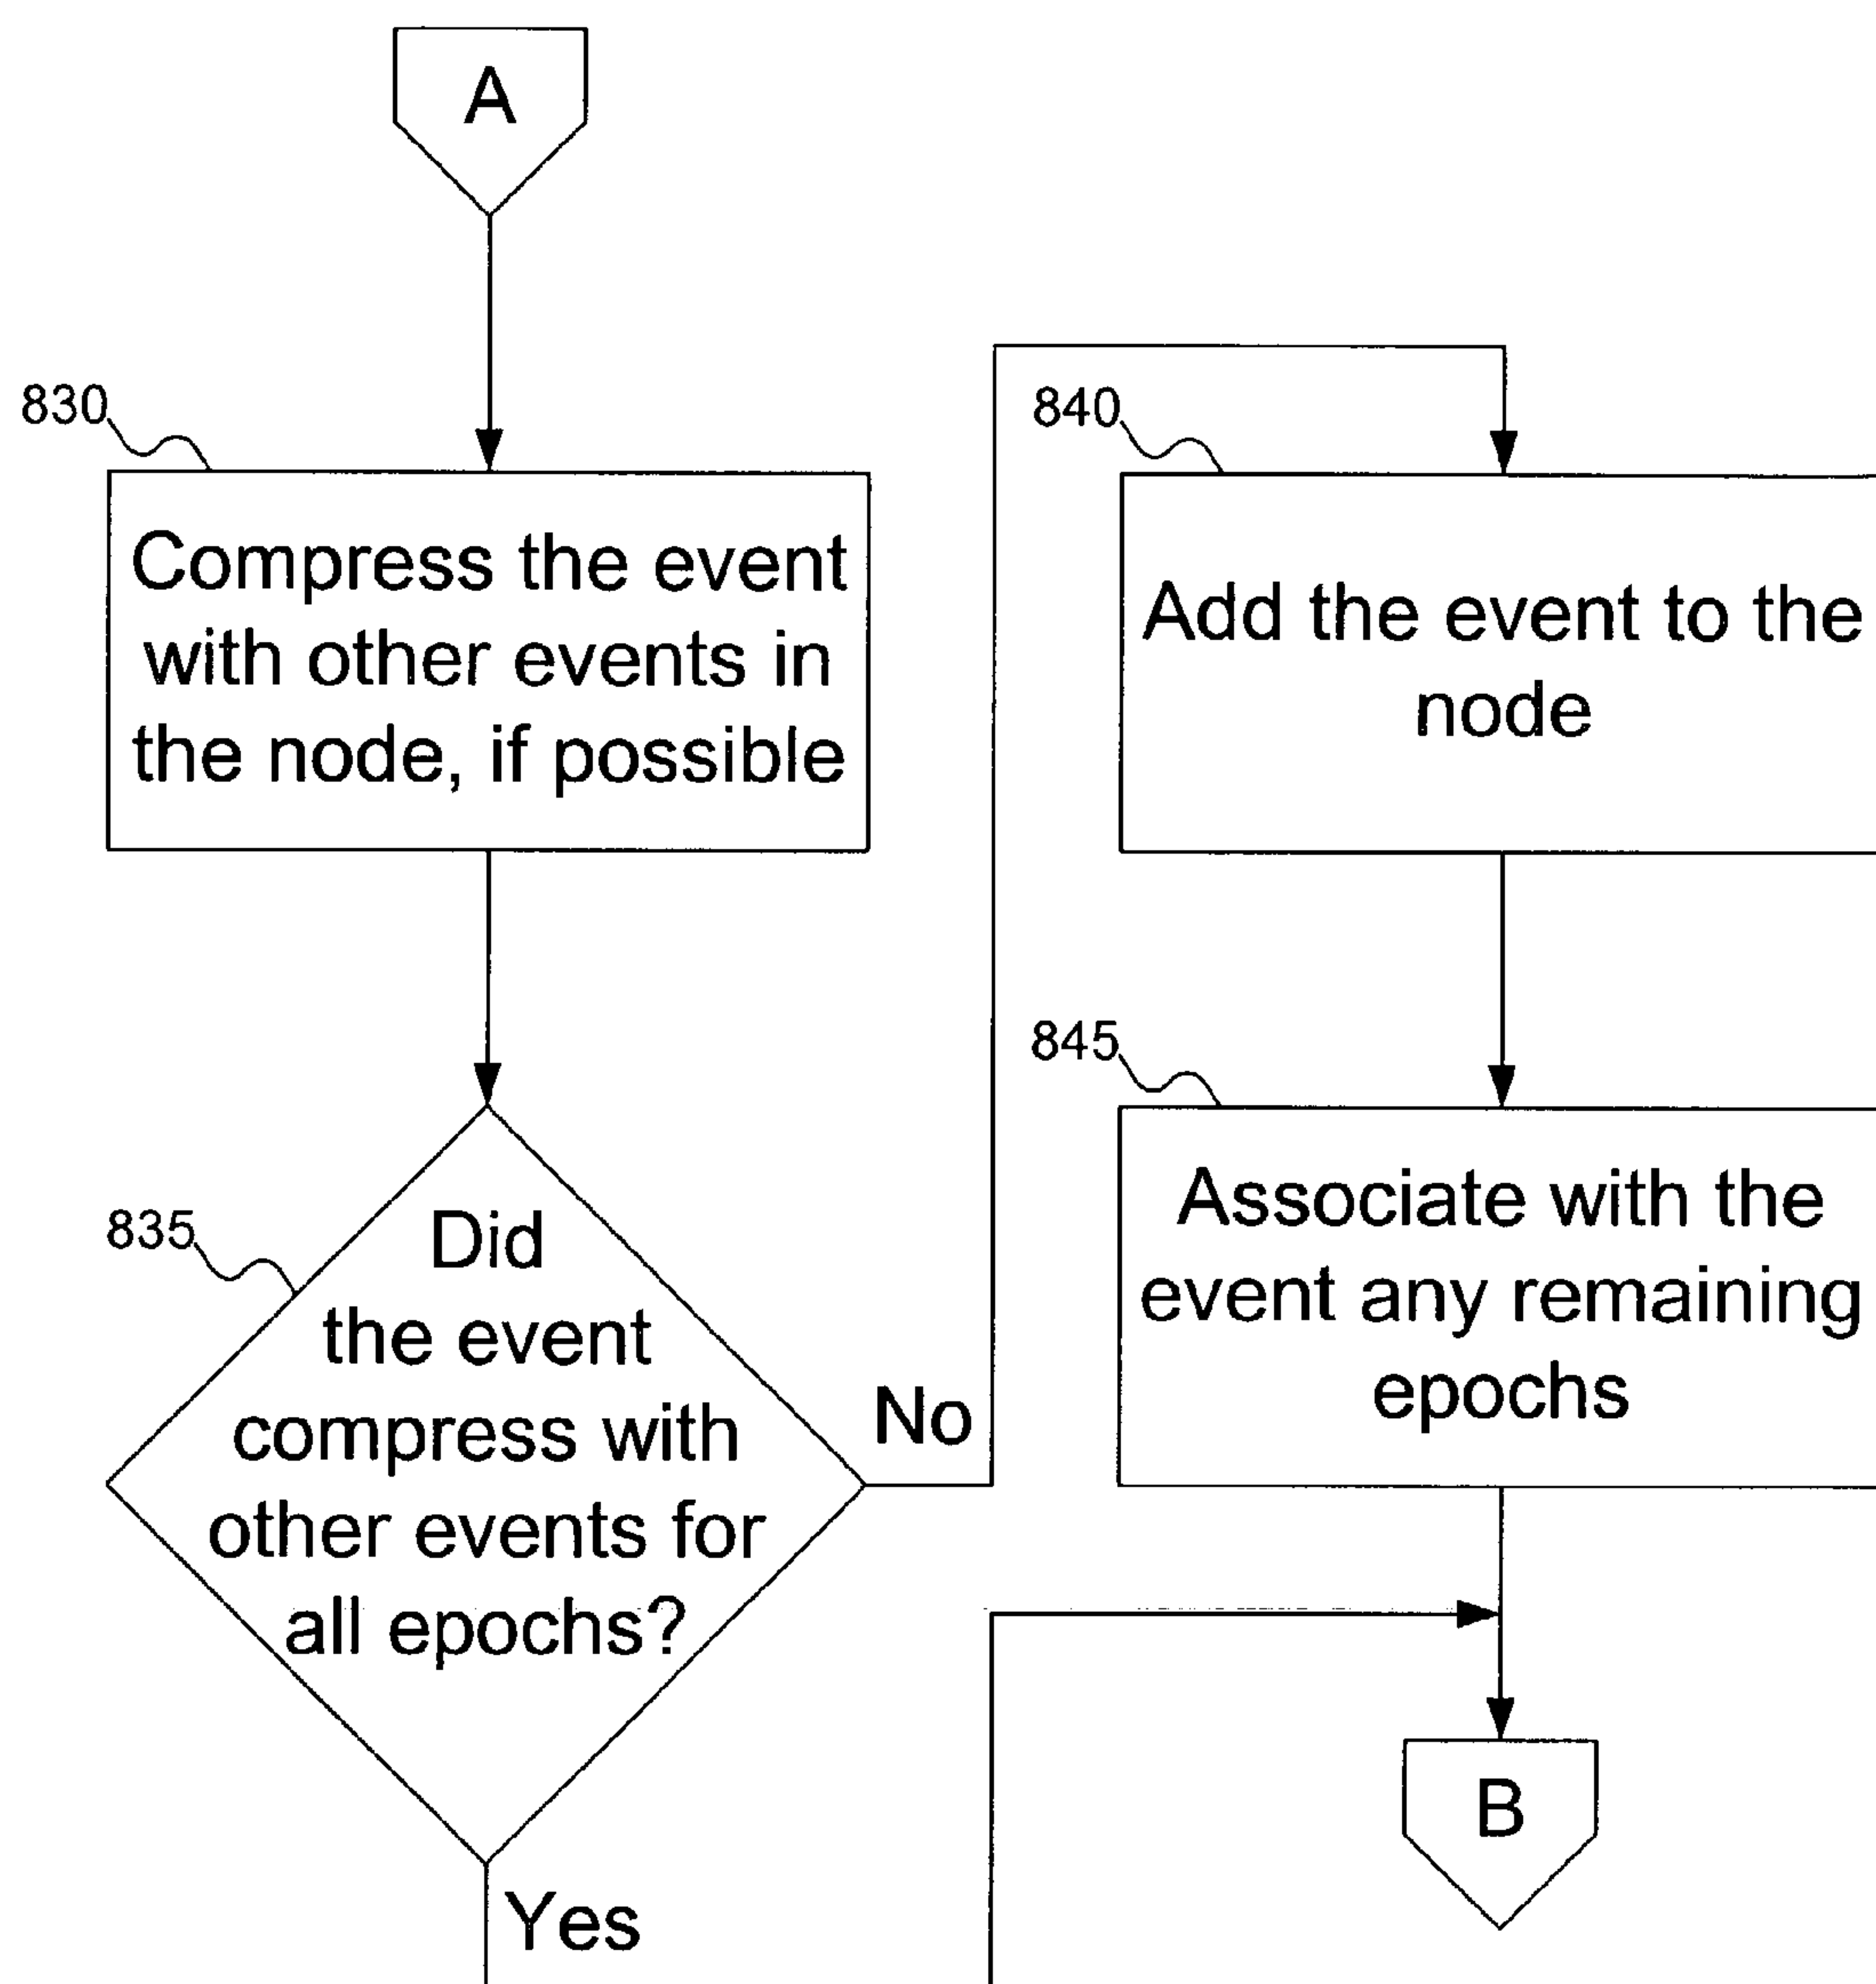 A
830
Compress the event
with other events in
the node, if possible
835
Did
the event
compress with
other events for
all epochs?
No
Yes
840
Add the event to the
node
845
Associate with the
event any remaining
epochs
B